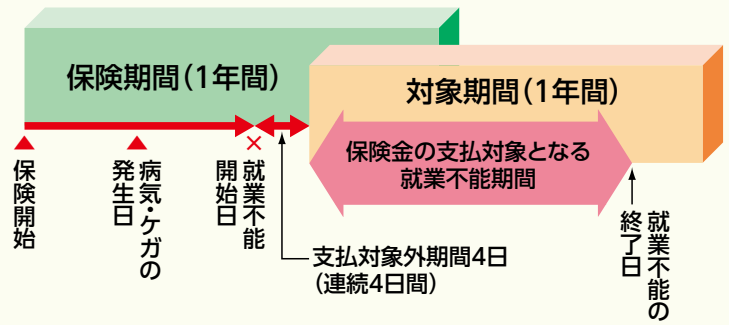 保険期間(1年間)
対象期間(1年間)
保険金の支払対象となる
就業不能期間
保険開始
病気・ケガの
発生日
×
就業不能
開始日
支払対象外期間4日
(連続4日間)
就業不能の
終了日